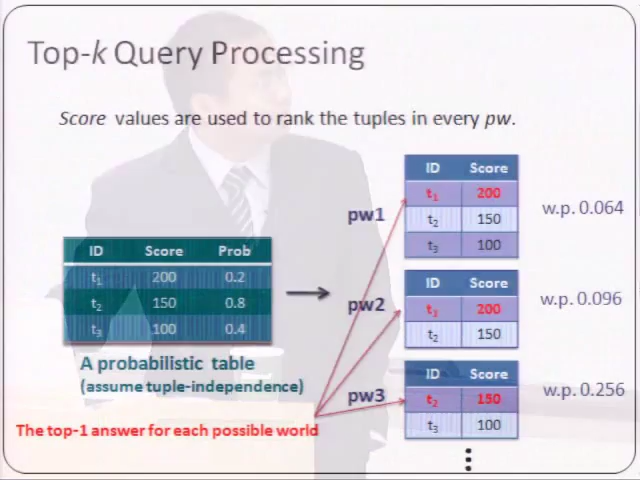 Top-k Query Processing
Score values are used to rank the tuples in every pw.
ID Score Prob
t1 200 0.2
t2 150 0.8
t3 100 0.4
A probabilistic table
(assume tuple-independence)
The top-1 answer for each possible world
pw1
ID Score
t1 200
t2 150
t3 100
w.p. 0.064
pw2
ID Score
t1 200
t2 150
w.p. 0.096
pw3
ID Score
t2 150
t3 100
w.p. 0.256